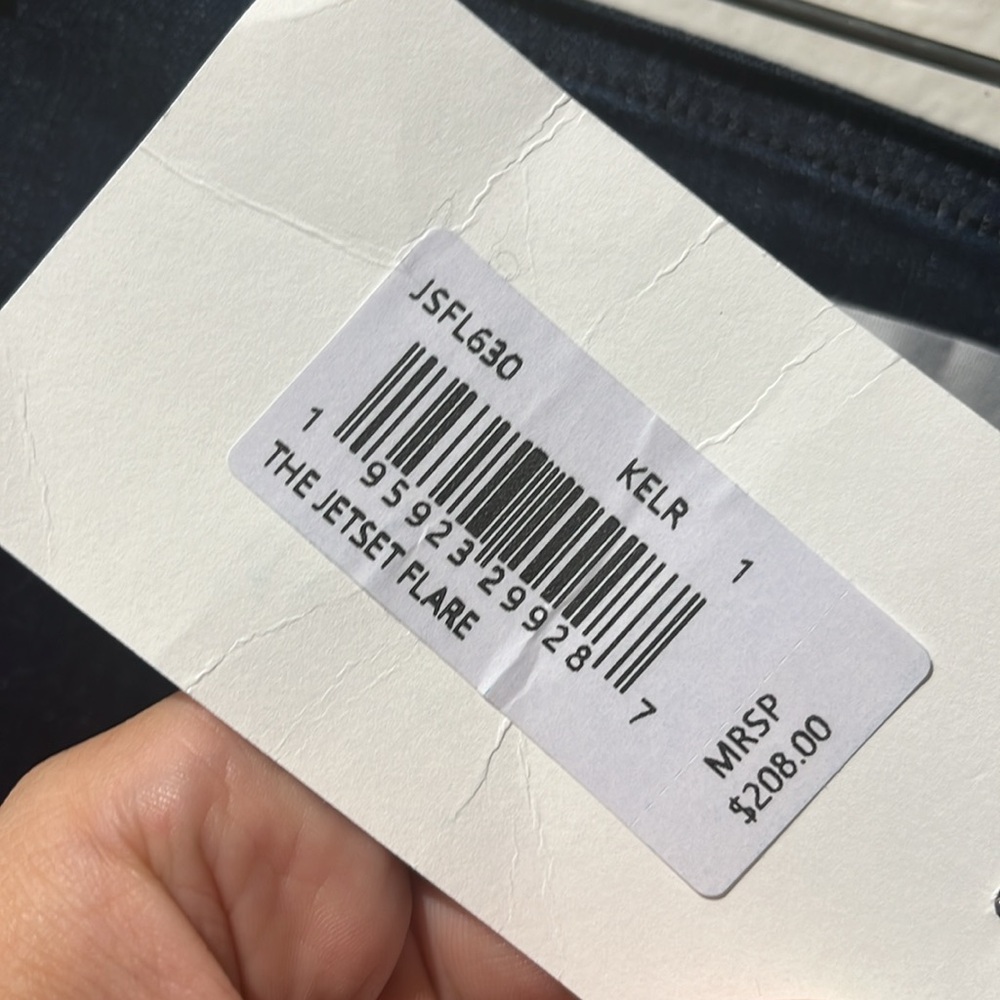 JSFL630
KELR 1
1 95923 29928 7
THE JETSET FLARE
MRSP
$208.00